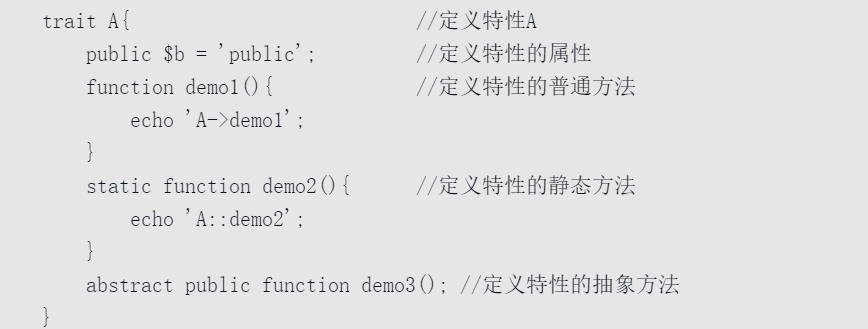 trait A{ //定义特性A
public $b = 'public'; //定义特性的属性
function demo1(){ //定义特性的普通方法
echo 'A->demo1';
}
static function demo2(){ //定义特性的静态方法
echo 'A::demo2';
}
abstract public function demo3(); //定义特性的抽象方法
}